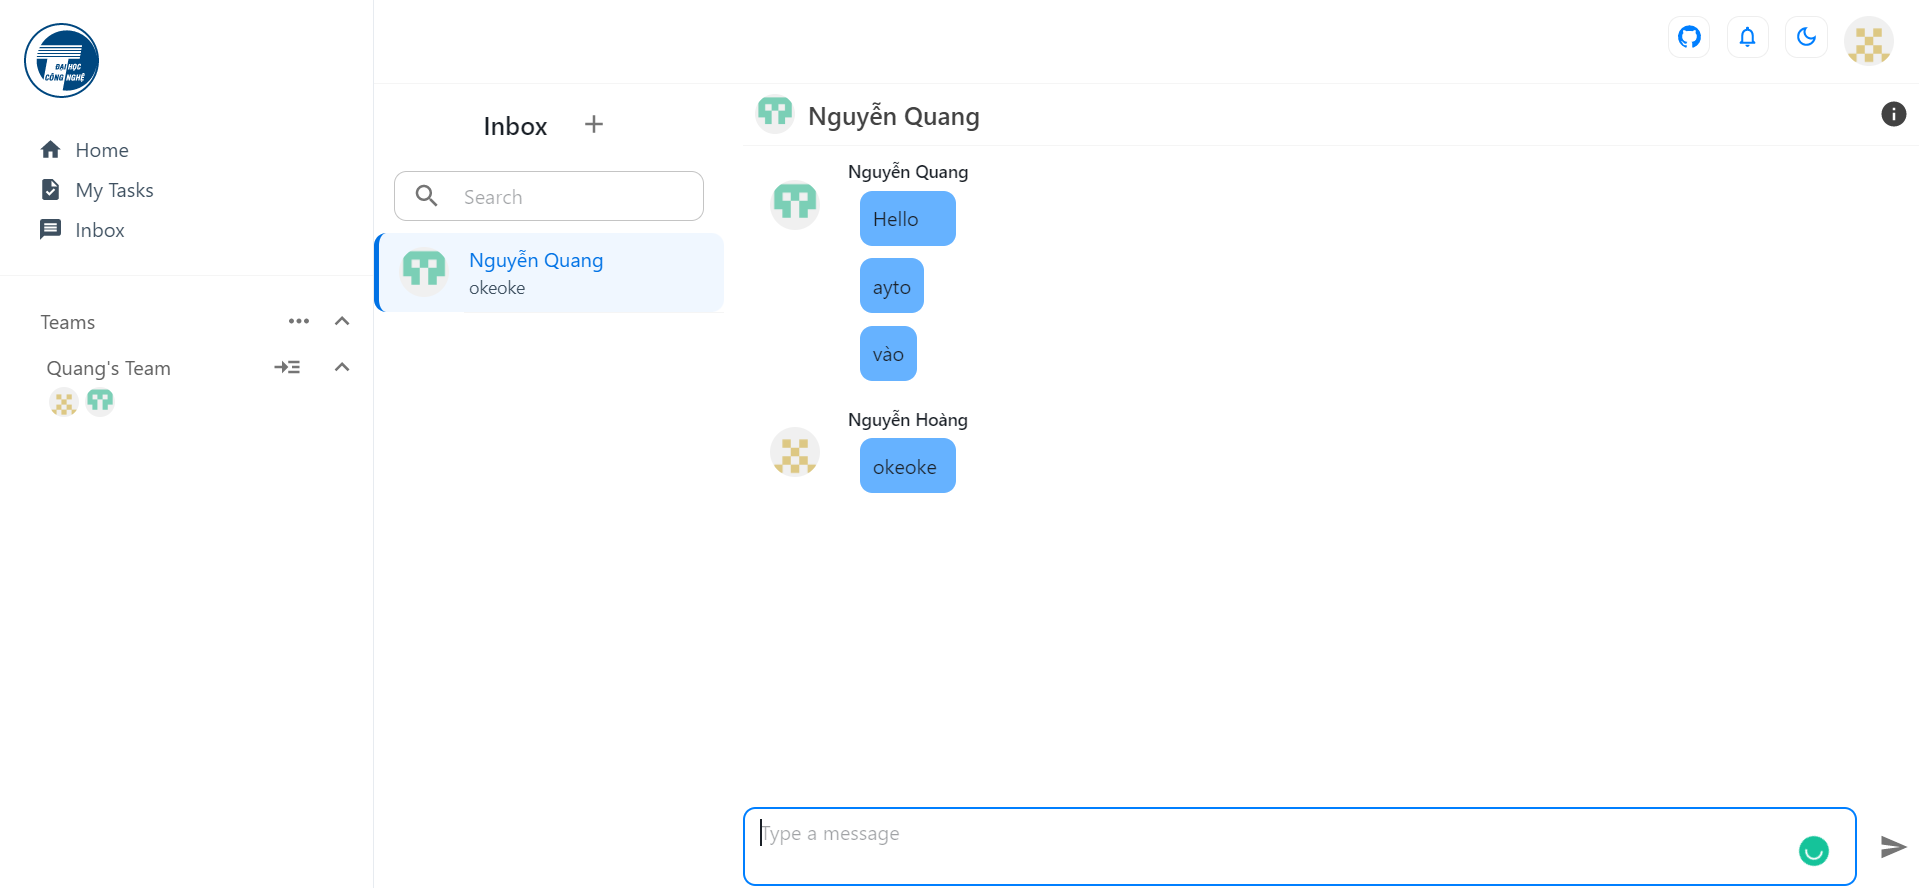 ĐẠI HỌC
CÔNG NGHỆ
Home
My Tasks
Inbox
Teams
Quang's Team
Inbox
Search
Nguyễn Quang
okeoke
Nguyễn Quang
Nguyễn Quang
Hello
ayto
vào
Nguyễn Hoàng
okeoke
Type a message